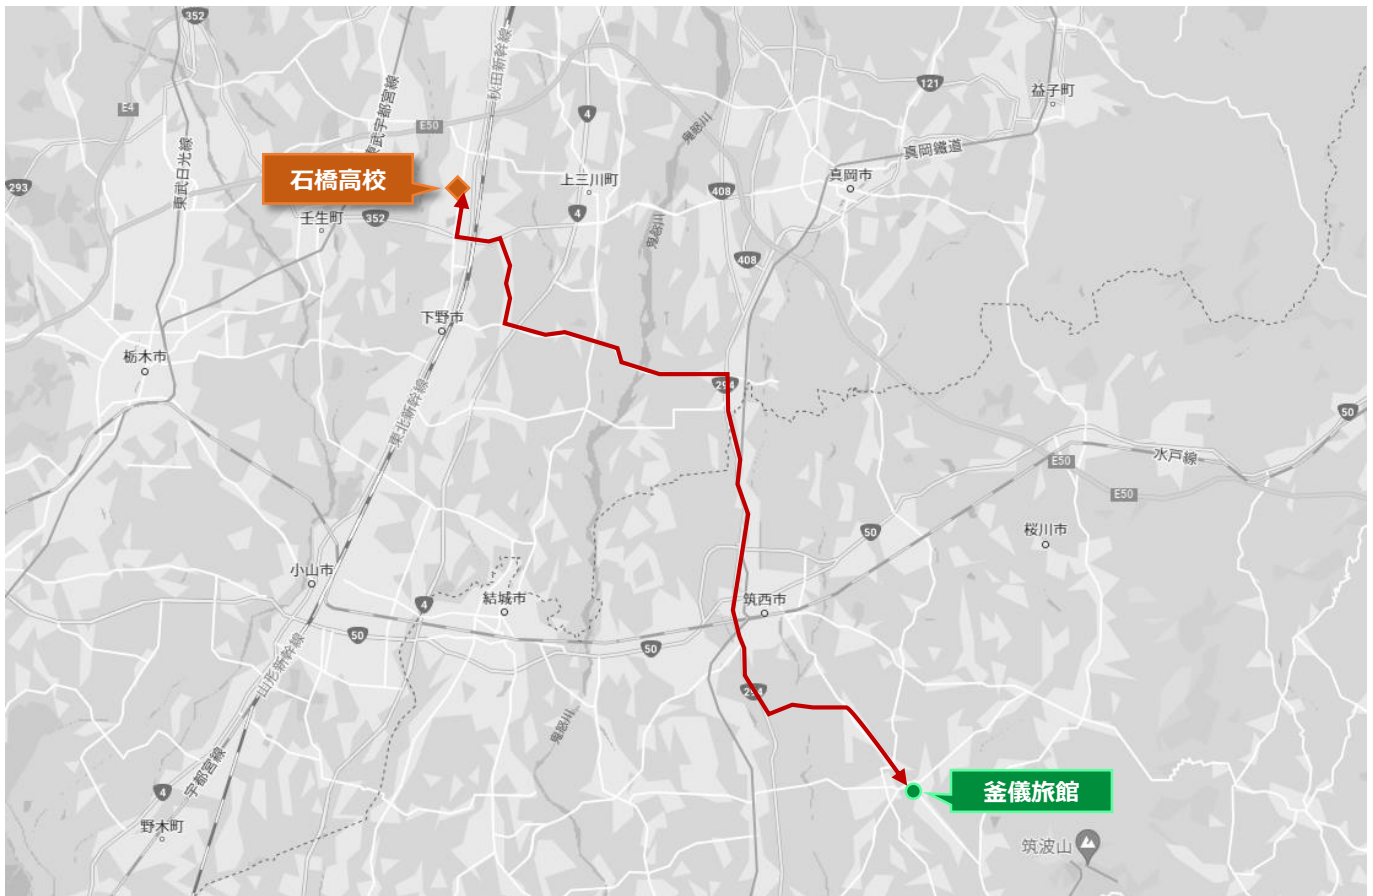 352
秋田新幹線
東武宇都宮線
121
益子町
E4
4
E50
鬼怒川
東武日光線
真岡鐵道
石橋高校
293
上三川町
真岡市
408
壬生町
352
4
鬼怒川
408
下野市
栃木市
294
東北新幹線
50
水戸線
E50
E50
50
桜川市
小山市
結城市
4
筑西市
50
50
山形新幹線
294
鬼怒川
宇都宮線
4
釜儀旅館
野木町
筑波山